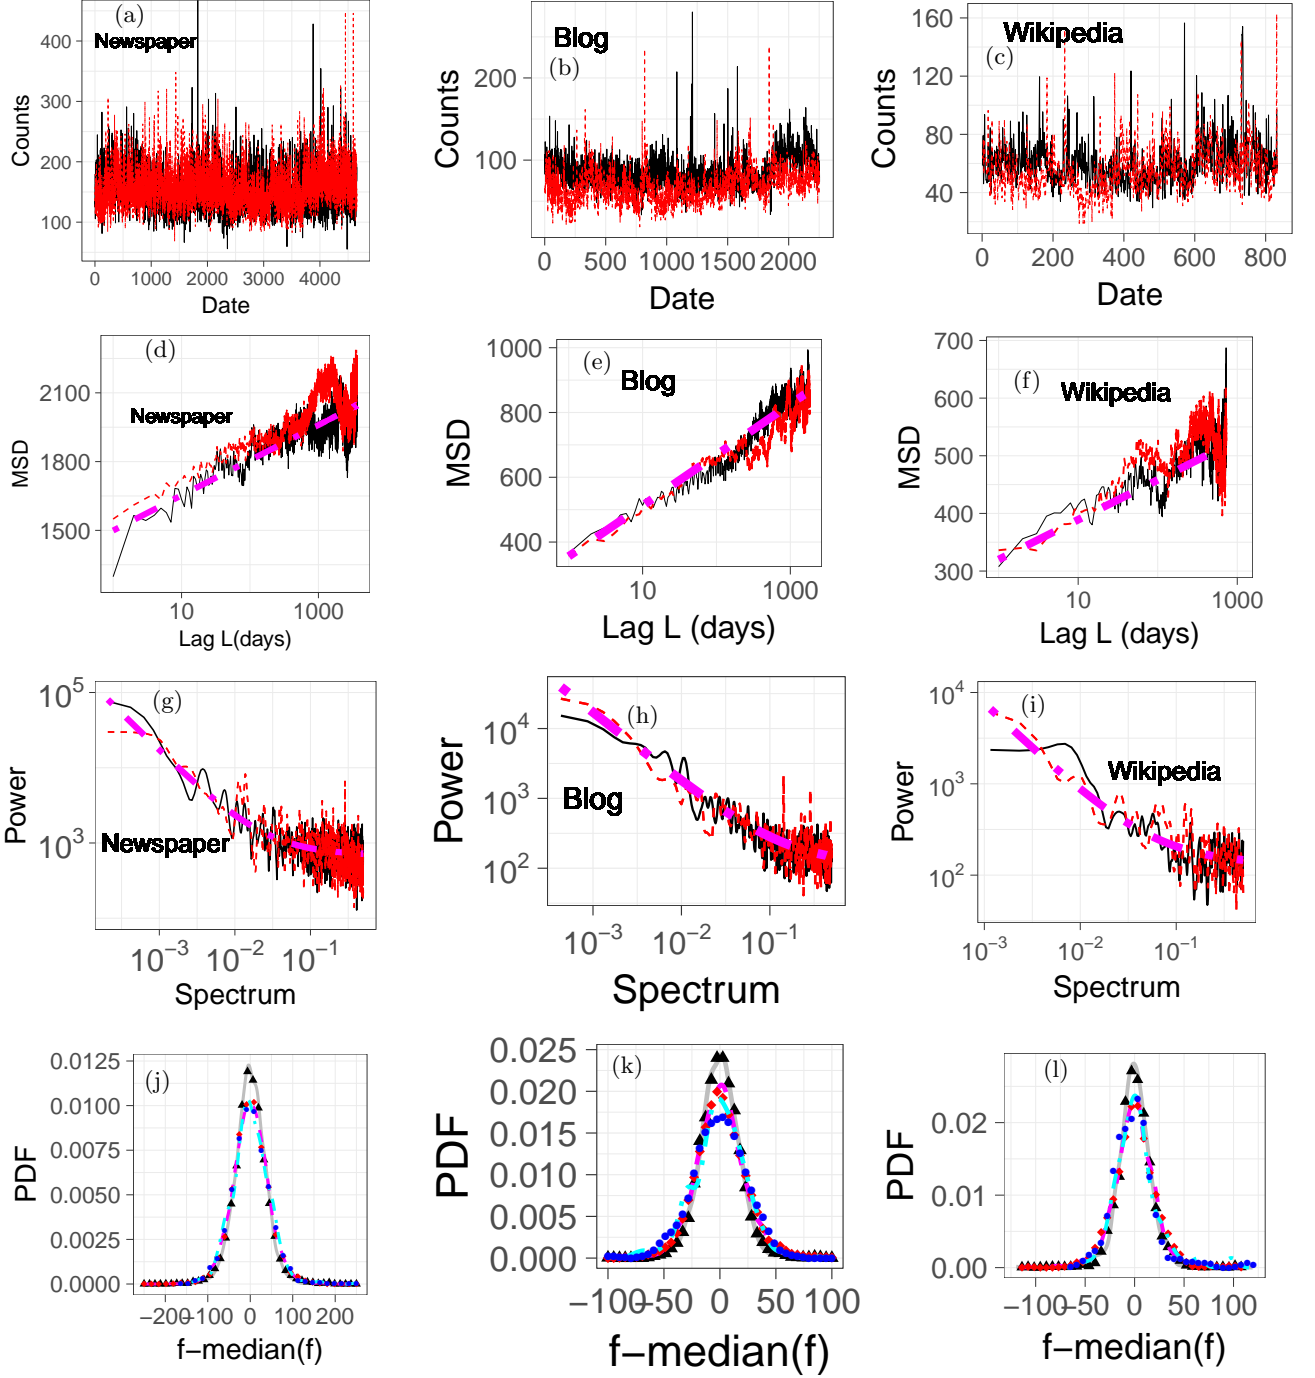 (a)
Newspaper
400
300
200
100
0
1000
2000
3000
4000
Counts
Date
Blog
(b)
200
100
0
500
1000
1500
2000
Counts
Date
Wikipedia
(c)
160
120
80
40
0
200
400
600
800
Counts
Date
(d)
Newspaper
2100
1800
1500
10
1000
MSD
Lag L(days)
(e)
Blog
1000
800
600
400
10
1000
MSD
Lag L (days)
(f)
Wikipedia
700
600
500
400
300
10
1000
MSD
Lag L (days)
(g)
Newspaper
10^5
10^3
10^−3
10^−2
10^−1
Power
Spectrum
(h)
Blog
10^4
10^3
10^2
10^−3
10^−2
10^−1
Power
Spectrum
(i)
Wikipedia
10^4
10^3
10^2
10^−3
10^−2
10^−1
Power
Spectrum
(j)
0.0125
0.0100
0.0075
0.0050
0.0025
0.0000
−200
−100
0
100
200
PDF
f−median(f)
(k)
0.025
0.020
0.015
0.010
0.005
0.000
−100
−50
0
50
100
PDF
f−median(f)
(l)
0.02
0.01
0.00
−100
−50
0
50
100
PDF
f−median(f)